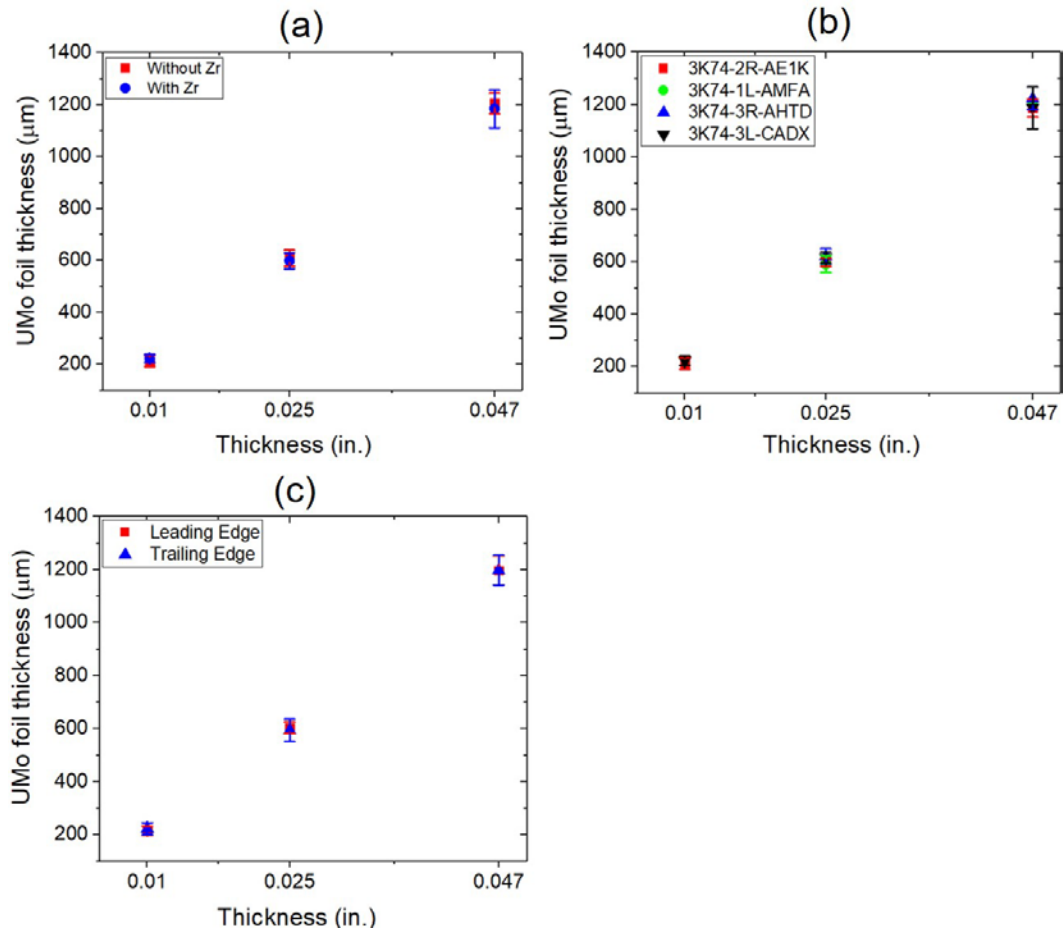 (a)
1400
1200
1000
800
600
400
200
UMo foil thickness (μm)
Without Zr
With Zr
0.01
0.025
0.047
Thickness (in.)
(b)
1400
1200
1000
800
600
400
200
UMo foil thickness (μm)
3K74-2R-AE1K
3K74-1L-AMFA
3K74-3R-AHTD
3K74-3L-CADX
0.01
0.025
0.047
Thickness (in.)
(c)
1400
1200
1000
800
600
400
200
UMo foil thickness (μm)
Leading Edge
Trailing Edge
0.01
0.025
0.047
Thickness (in.)